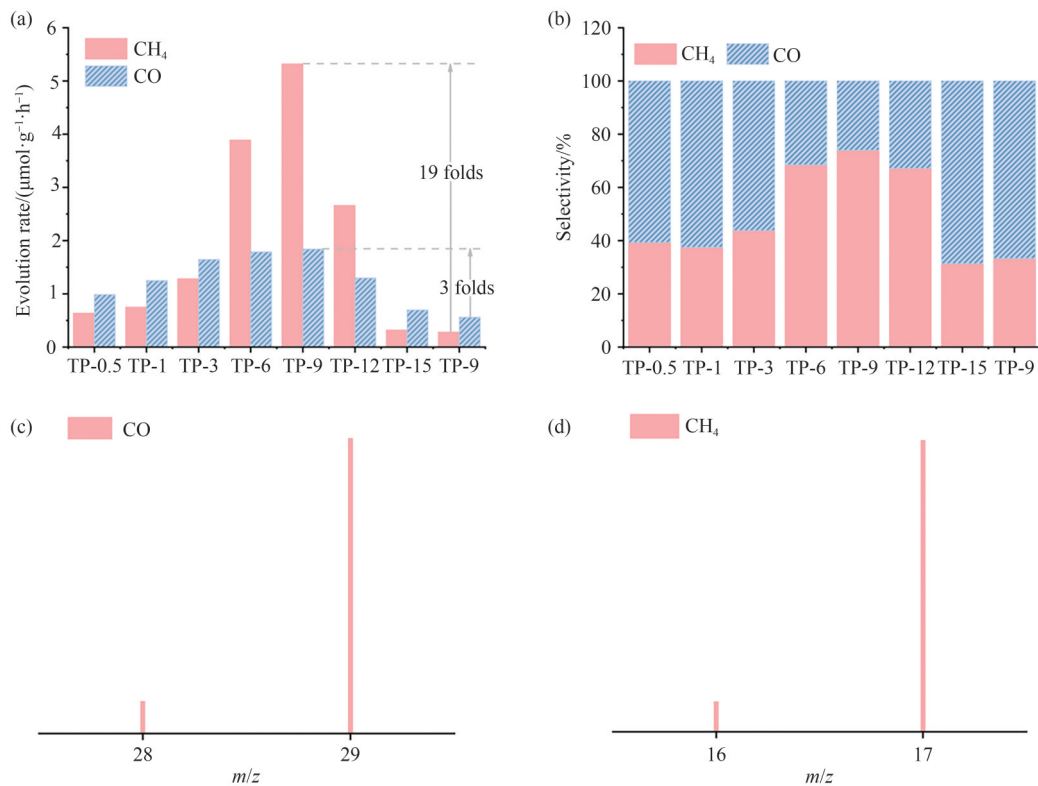 (a)
6
5
4
3
2
1
0
Evolution rate/(μmol·g⁻¹·h⁻¹)
CH₄
CO
19 folds
3 folds
TP-0.5 TP-1 TP-3 TP-6 TP-9 TP-12 TP-15 TP-9
(b)
120
100
80
60
40
20
0
Selectivity/%
CH₄ CO
TP-0.5 TP-1 TP-3 TP-6 TP-9 TP-12 TP-15 TP-9
(c)
CO
28 29
m/z
(d)
CH₄
16 17
m/z